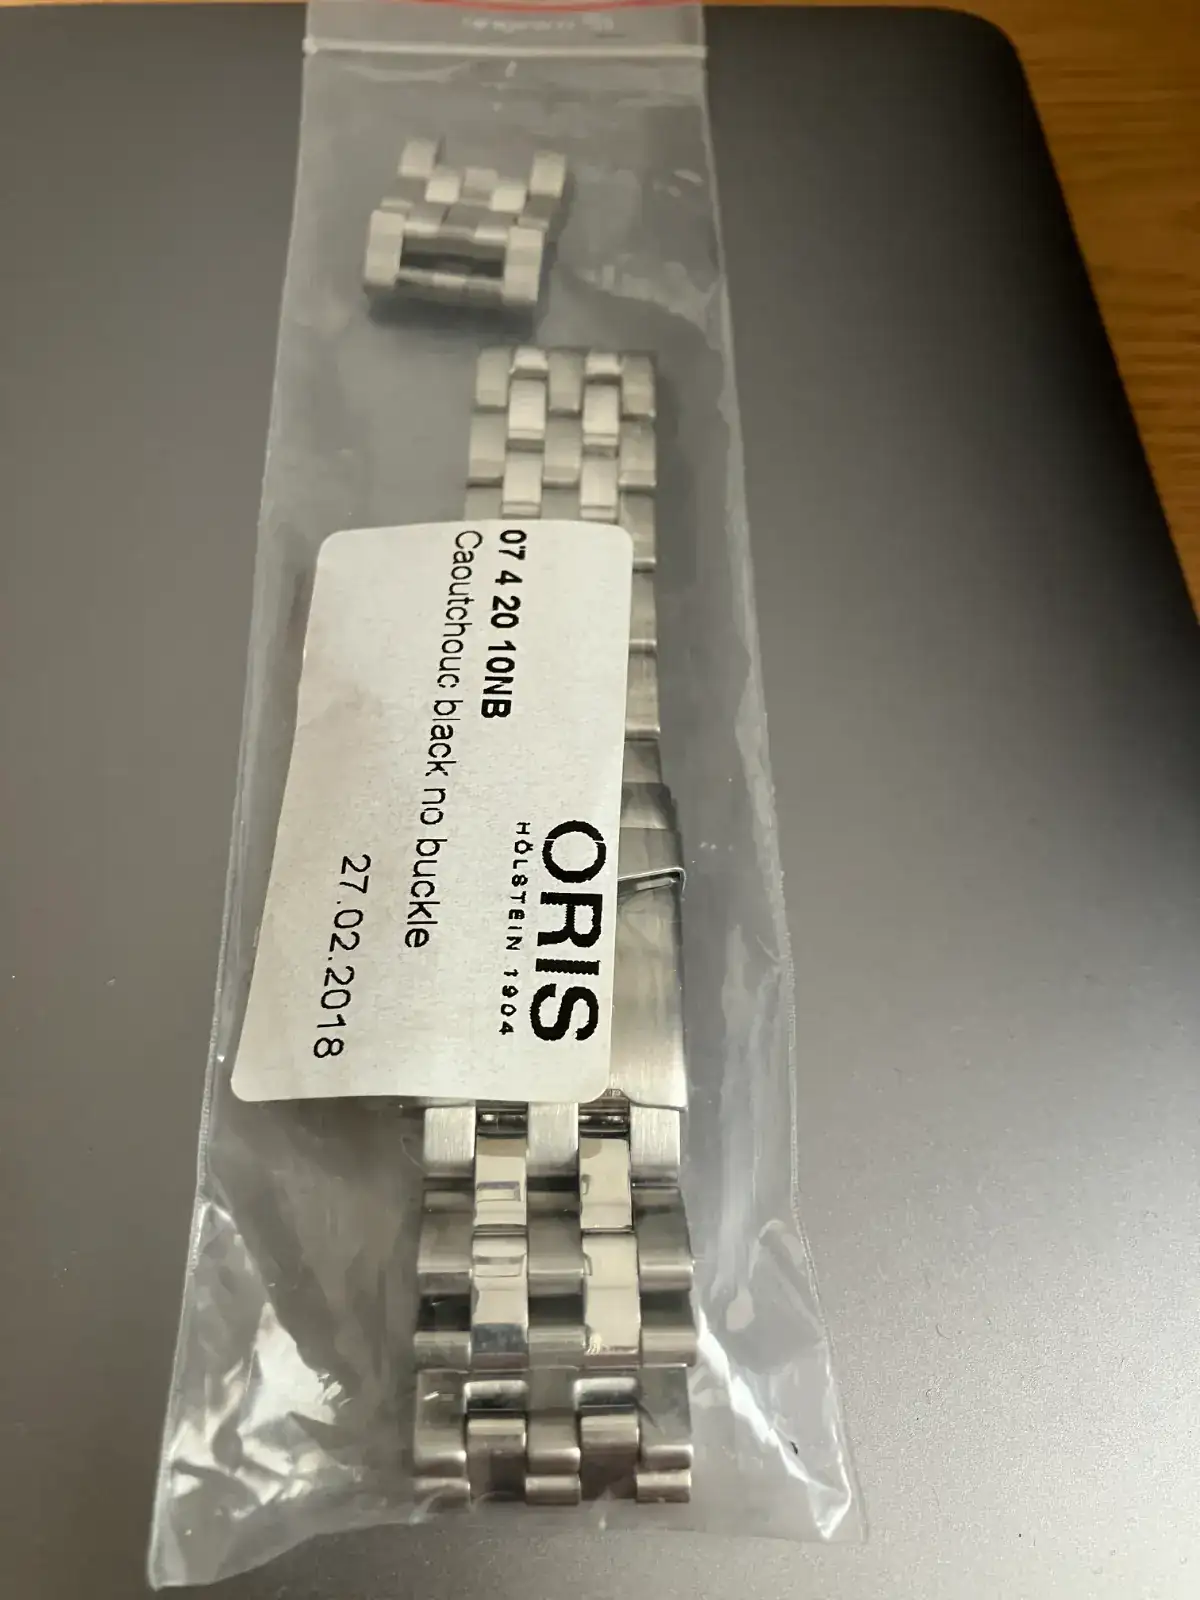 07 4 20 10NB
Caoutchouc black no buckle
27.02.2018
ORIS
HÖLSTEIN 1904